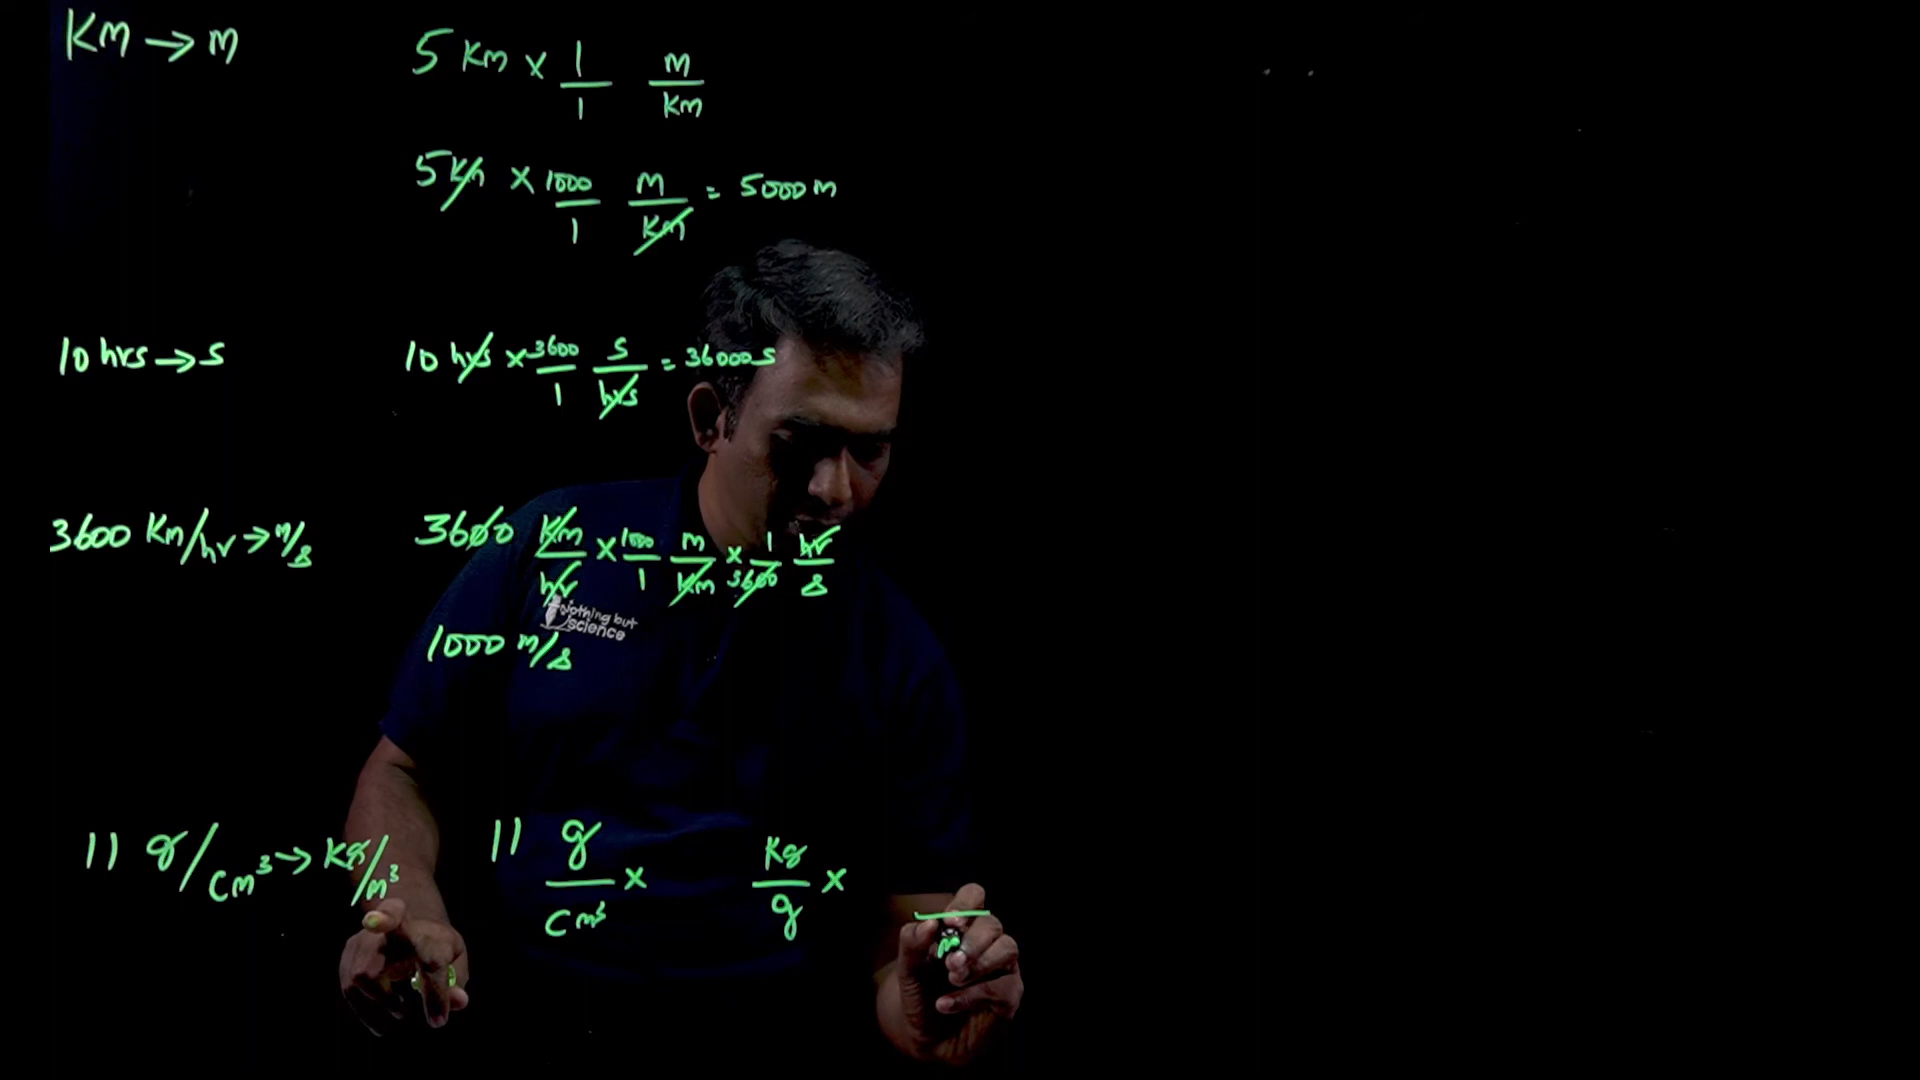 Km → m
5 Km × 1/1 m/Km
5 Km × 1000/1 m/Km = 5000 m
10 hrs → s
10 hrs × 3600/1 s/hrs = 36000 s
3600 Km/hr → m/s
3600 Km/hr × 1000/1 m/Km × 1/3600 hr/s
Nothing but
science
1000 m/s
11 g/cm³ → Kg/m³
11 g/cm³ × Kg/g × /m